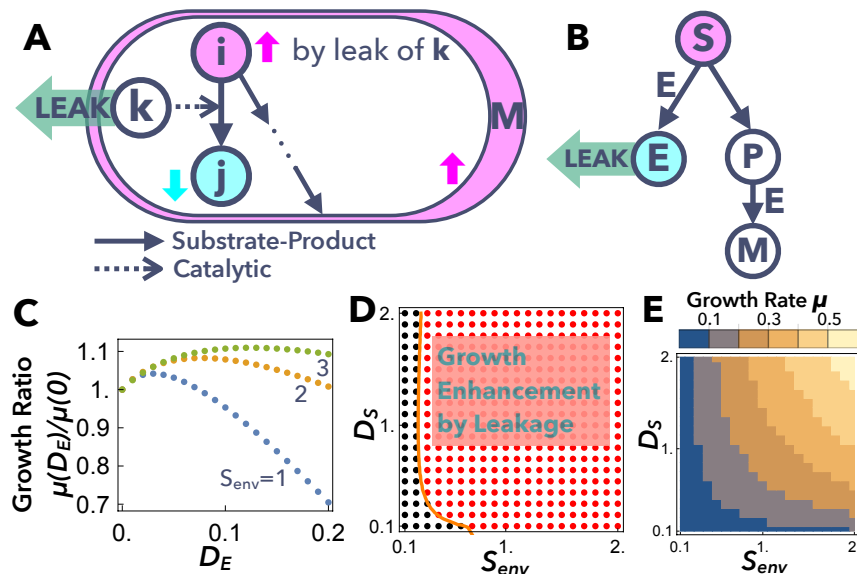 A
i
by leak of k
LEAK
k
M
j
Substrate-Product
Catalytic
B
S
E
LEAK
E
P
E
M
C
Growth Ratio
μ(D_E)/μ(0)
1.1
1.
0.9
0.8
0.7
3
2
S_env=1
0.
0.1
0.2
D_E
D
2.
1.
0.1
D_S
Growth
Enhancement
by Leakage
0.1
1.
2.
S_env
E
Growth Rate μ
0.1
0.3
0.5
2.
1.
0.1
D_S
0.1
1.
2.
S_env